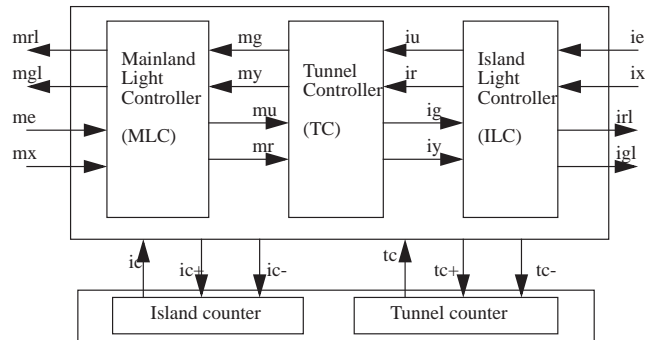 mrl
mgl
me
mx
Mainland
Light
Controller
(MLC)
mg
my
mu
mr
Tunnel
Controller
(TC)
iu
ir
ig
iy
Island
Light
Controller
(ILC)
ie
ix
irl
igl
ic
ic+
ic-
tc
tc+
tc-
Island counter
Tunnel counter